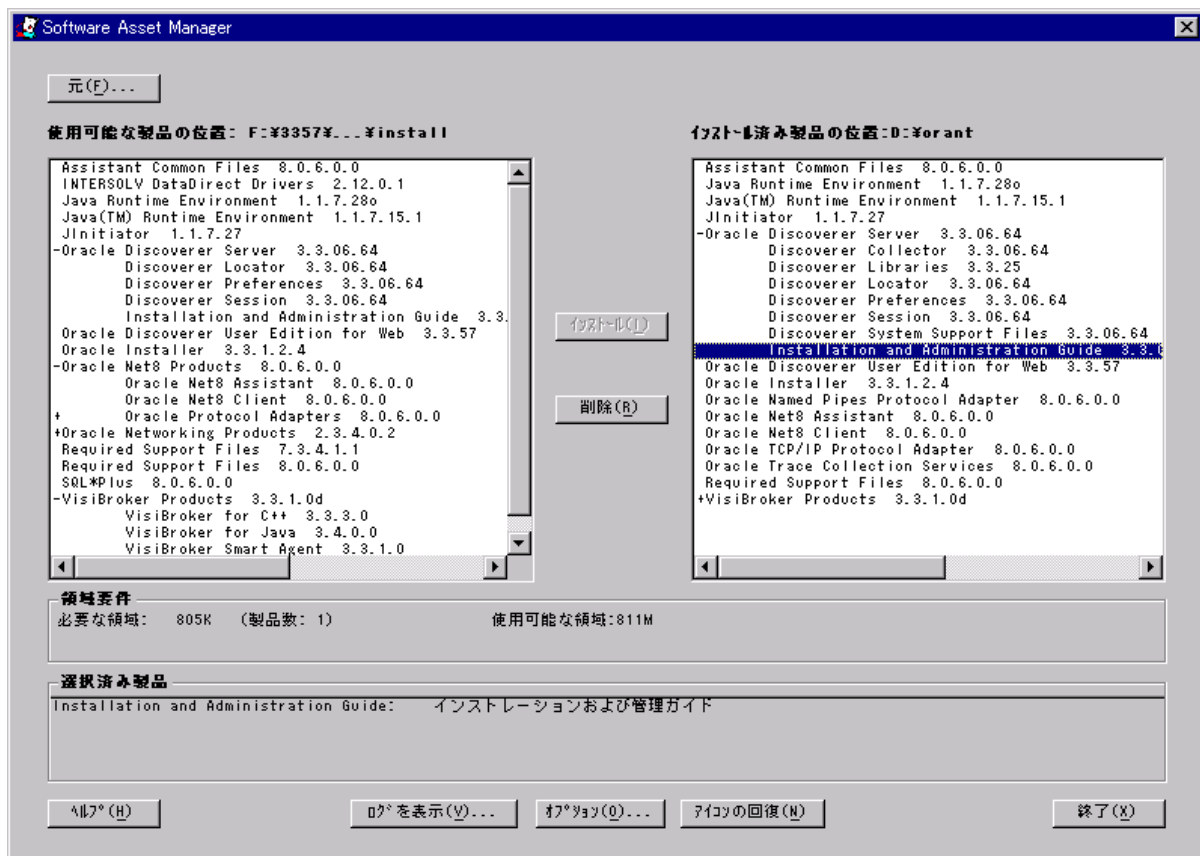 Software Asset Manager
元(F)...
使用可能な製品の位置: F:¥3357¥...¥install
Assistant Common Files 8.0.6.0.0
INTERSOLV DataDirect Drivers 2.12.0.1
Java Runtime Environment 1.1.7.28o
Java(TM) Runtime Environment 1.1.7.15.1
JInitiator 1.1.7.27
-Oracle Discoverer Server 3.3.06.64
Discoverer Locator 3.3.06.64
Discoverer Preferences 3.3.06.64
Discoverer Session 3.3.06.64
Installation and Administration Guide 3.3.
Oracle Discoverer User Edition for Web 3.3.57
Oracle Installer 3.3.1.2.4
-Oracle Net8 Products 8.0.6.0.0
Oracle Net8 Assistant 8.0.6.0.0
Oracle Net8 Client 8.0.6.0.0
+ Oracle Protocol Adapters 8.0.6.0.0
+Oracle Networking Products 2.3.4.0.2
Required Support Files 7.3.4.1.1
Required Support Files 8.0.6.0.0
SQL*Plus 8.0.6.0.0
-VisiBroker Products 3.3.1.0d
VisiBroker for C++ 3.3.3.0
VisiBroker for Java 3.4.0.0
VisiBroker Smart Agent 3.3.1.0
ｲﾝｽﾄｰﾙ(I)
削除(R)
ｲﾝｽﾄｰﾙ済み製品の位置:D:¥orant
Assistant Common Files 8.0.6.0.0
Java Runtime Environment 1.1.7.28o
Java(TM) Runtime Environment 1.1.7.15.1
JInitiator 1.1.7.27
-Oracle Discoverer Server 3.3.06.64
Discoverer Collector 3.3.06.64
Discoverer Libraries 3.3.25
Discoverer Locator 3.3.06.64
Discoverer Preferences 3.3.06.64
Discoverer Session 3.3.06.64
Discoverer System Support Files 3.3.06.64
Installation and Administration Guide 3.3.0
Oracle Discoverer User Edition for Web 3.3.57
Oracle Installer 3.3.1.2.4
Oracle Named Pipes Protocol Adapter 8.0.6.0.0
Oracle Net8 Assistant 8.0.6.0.0
Oracle Net8 Client 8.0.6.0.0
Oracle TCP/IP Protocol Adapter 8.0.6.0.0
Oracle Trace Collection Services 8.0.6.0.0
Required Support Files 8.0.6.0.0
+VisiBroker Products 3.3.1.0d
領域要件
必要な領域: 805K (製品数: 1) 使用可能な領域:811M
選択済み製品
Installation and Administration Guide: インストレーションおよび管理ガイド
ﾍﾙﾌﾟ(H)
ﾛｸﾞを表示(V)...
ｵﾌﾟｼｮﾝ(O)...
ｱｲｺﾝの回復(N)
終了(X)